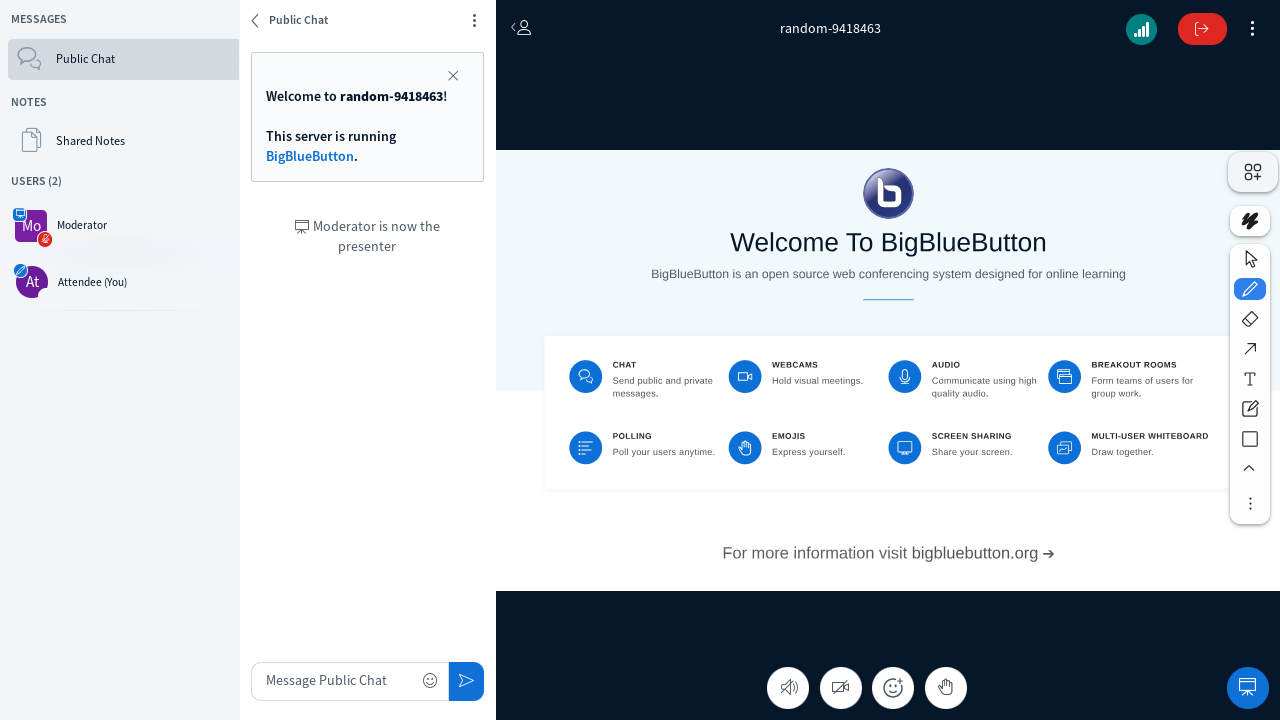 MESSAGES
Public Chat
NOTES
Shared Notes
USERS (2)
Mo
Moderator
At
Attendee (You)
Public Chat
Welcome to random-9418463!
This server is running
BigBlueButton.
Moderator is now the
presenter
Message Public Chat
random-9418463
b
Welcome To BigBlueButton
BigBlueButton is an open source web conferencing system designed for online learning
CHAT
Send public and private
messages.
WEBCAMS
Hold visual meetings.
AUDIO
Communicate using high
quality audio.
BREAKOUT ROOMS
Form teams of users for
group work.
POLLING
Poll your users anytime.
EMOJIS
Express yourself.
SCREEN SHARING
Share your screen.
MULTI-USER WHITEBOARD
Draw together.
For more information visit bigbluebutton.org →